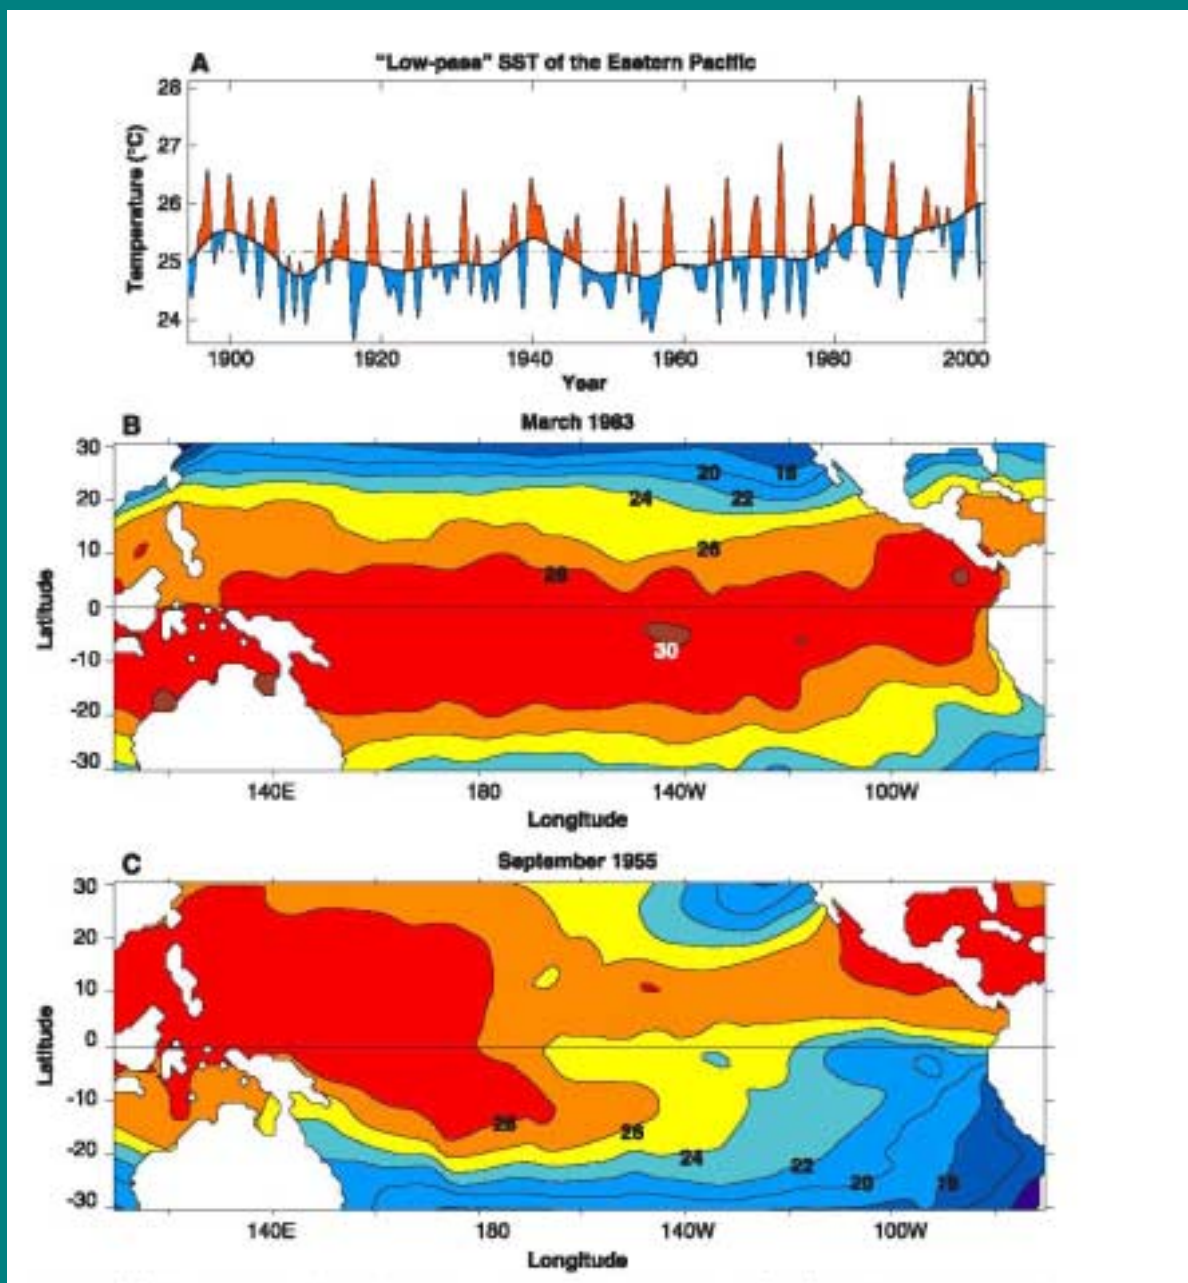 A "Low-pass" SST of the Eastern Pacific
28
27
26
25
24
Temperature (°C)
1900 1920 1940 1960 1980 2000
Year
B March 1983
30
20
10
0
-10
-20
-30
Latitude
20 18
24 22
26
28
30
140E 180 140W 100W
Longitude
C September 1955
30
20
10
0
-10
-20
-30
Latitude
28 26 24 22 20 18
140E 180 140W 100W
Longitude